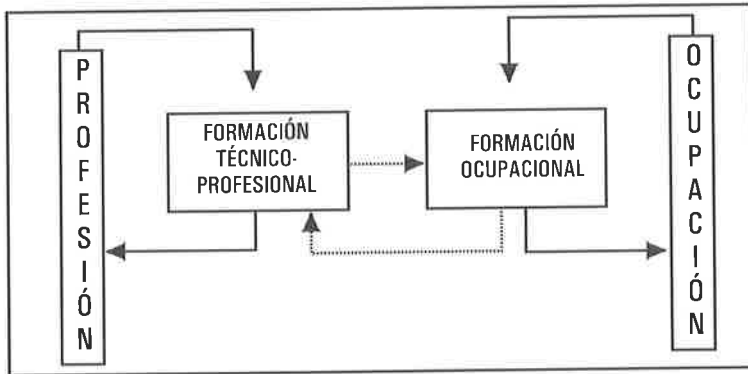 PROFESIÓN
FORMACIÓN
TÉCNICO-
PROFESIONAL
FORMACIÓN
OCUPACIONAL
OCUPACIÓN